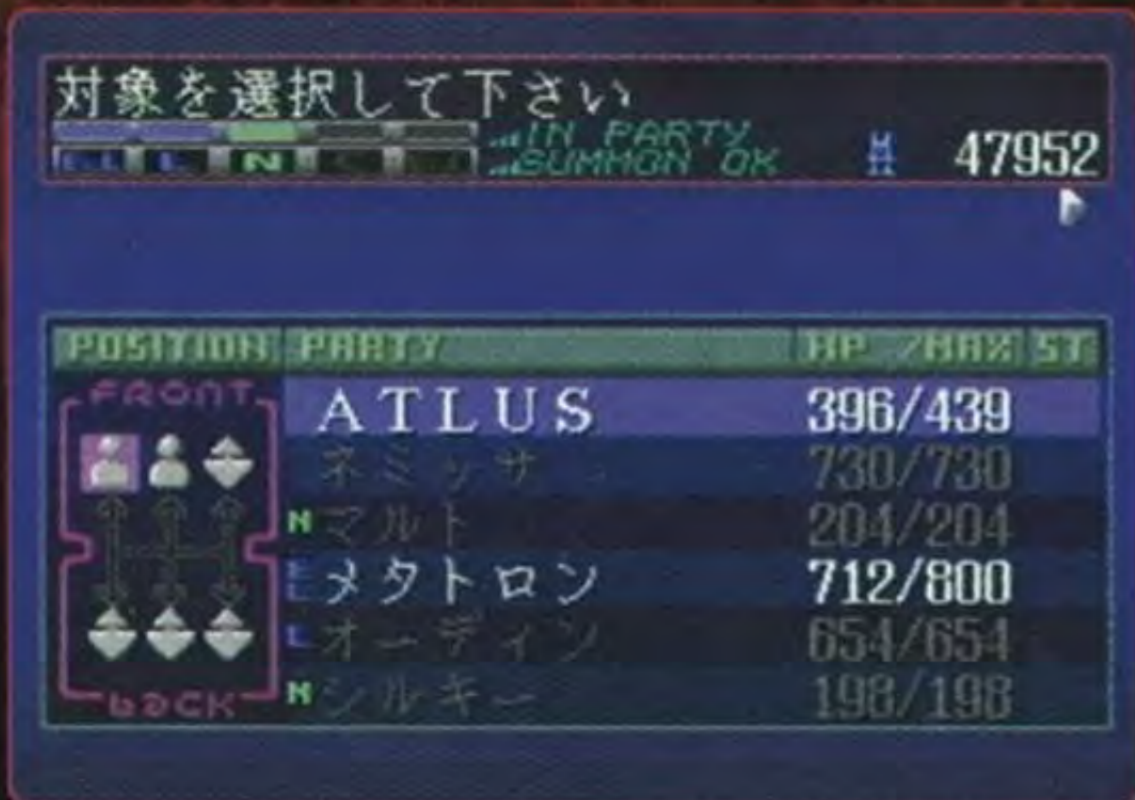 対象を選択して下さい
IN PARTY
SUMMON OK
47952
N
POSITION PARTY HP /MAX ST
FRONT
ATLUS 396/439
ネミッサ 730/730
N マルト 204/204
メタトロン 712/800
L オーディン 654/654
N シルキー 198/198
bacK